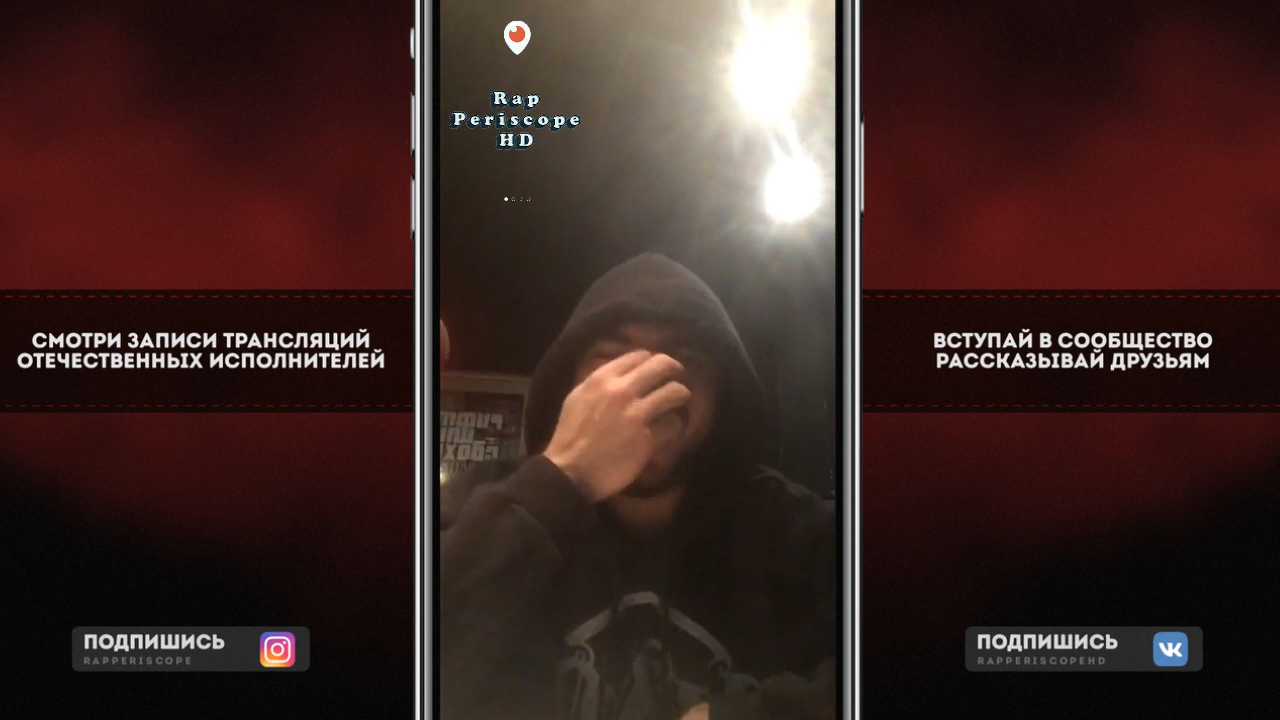 Rap
Periscope
HD
СМОТРИ ЗАПИСИ ТРАНСЛЯЦИЙ
ОТЕЧЕСТВЕННЫХ ИСПОЛНИТЕЛЕЙ
ВСТУПАЙ В СООБЩЕСТВО
РАССКАЗЫВАЙ ДРУЗЬЯМ
ПОДПИШИСЬ
RAPPERISCOPE
ПОДПИШИСЬ
RAPPERISCOPEHD